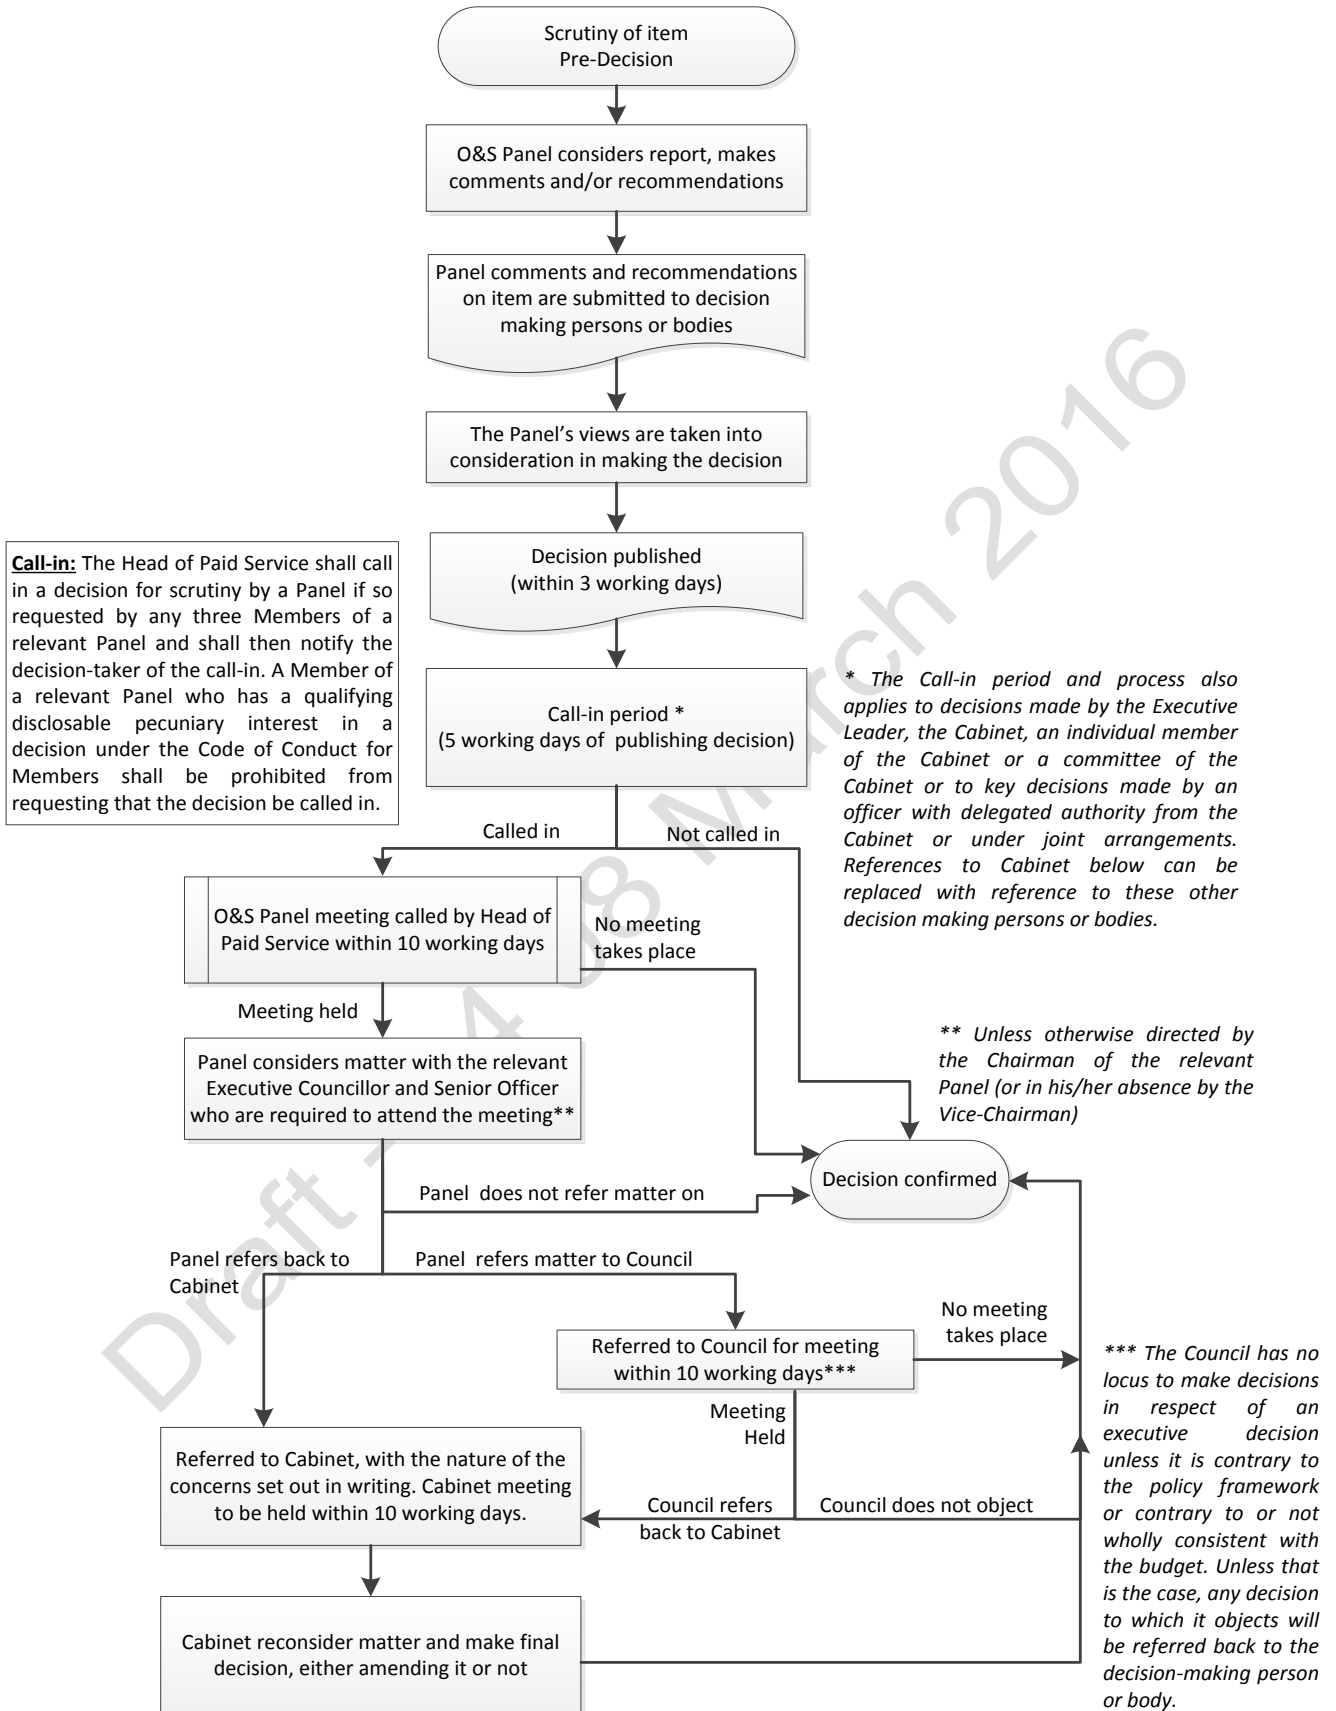 Scrutiny of item
Pre-Decision
O&S Panel considers report, makes
comments and/or recommendations
Panel comments and recommendations
on item are submitted to decision
making persons or bodies
The Panel’s views are taken into
consideration in making the decision
Decision published
(within 3 working days)
Call-in: The Head of Paid Service shall call
in a decision for scrutiny by a Panel if so
requested by any three Members of a
relevant Panel and shall then notify the
decision-taker of the call-in. A Member of
a relevant Panel who has a qualifying
disclosable pecuniary interest in a
decision under the Code of Conduct for
Members shall be prohibited from
requesting that the decision be called in.
Call-in period *
(5 working days of  publishing decision)
* The Call-in period and process also
applies to decisions made by the Executive
Leader, the Cabinet, an individual member
of the Cabinet or a committee of the
Cabinet or to key decisions made by an
officer with delegated authority from the
Cabinet or under joint arrangements.
References to Cabinet below can be
replaced with reference to these other
decision making persons or bodies.
Called in
Not called in
O&S Panel meeting called by Head of
Paid Service within 10 working days
No meeting
takes place
Meeting held
Panel considers matter with the relevant
Executive Councillor and Senior Officer
who are required to attend the meeting**
** Unless otherwise directed by
the Chairman of the relevant
Panel (or in his/her absence by the
Vice-Chairman)
Decision confirmed
Panel  does not refer matter on
Panel refers back to
Cabinet
Panel  refers matter to Council
Referred to Council for meeting
within 10 working days***
No meeting
takes place
Meeting
Held
*** The Council has no
locus to make decisions
in respect of an
executive decision
unless it is contrary to
the policy framework
or contrary to or not
wholly consistent with
the budget. Unless that
is the case, any decision
to which it objects will
be referred back to the
decision-making person
or body.
Referred to Cabinet, with the nature of the
concerns set out in writing. Cabinet meeting
to be held within 10 working days.
Council refers
back to Cabinet
Council does not object
Cabinet reconsider matter and make final
decision, either amending it or not
Draft - 4 08 March 2016